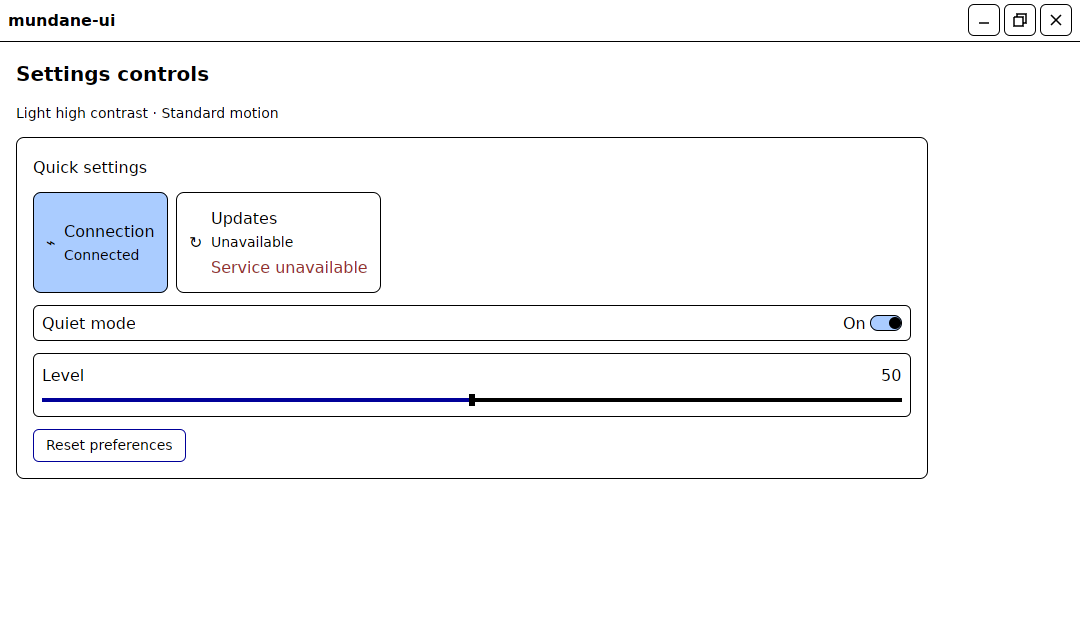 mundane-ui
Settings controls
Light high contrast · Standard motion
Quick settings
Connection
Connected
Updates
Unavailable
Service unavailable
Quiet mode
On
Level
50
Reset preferences